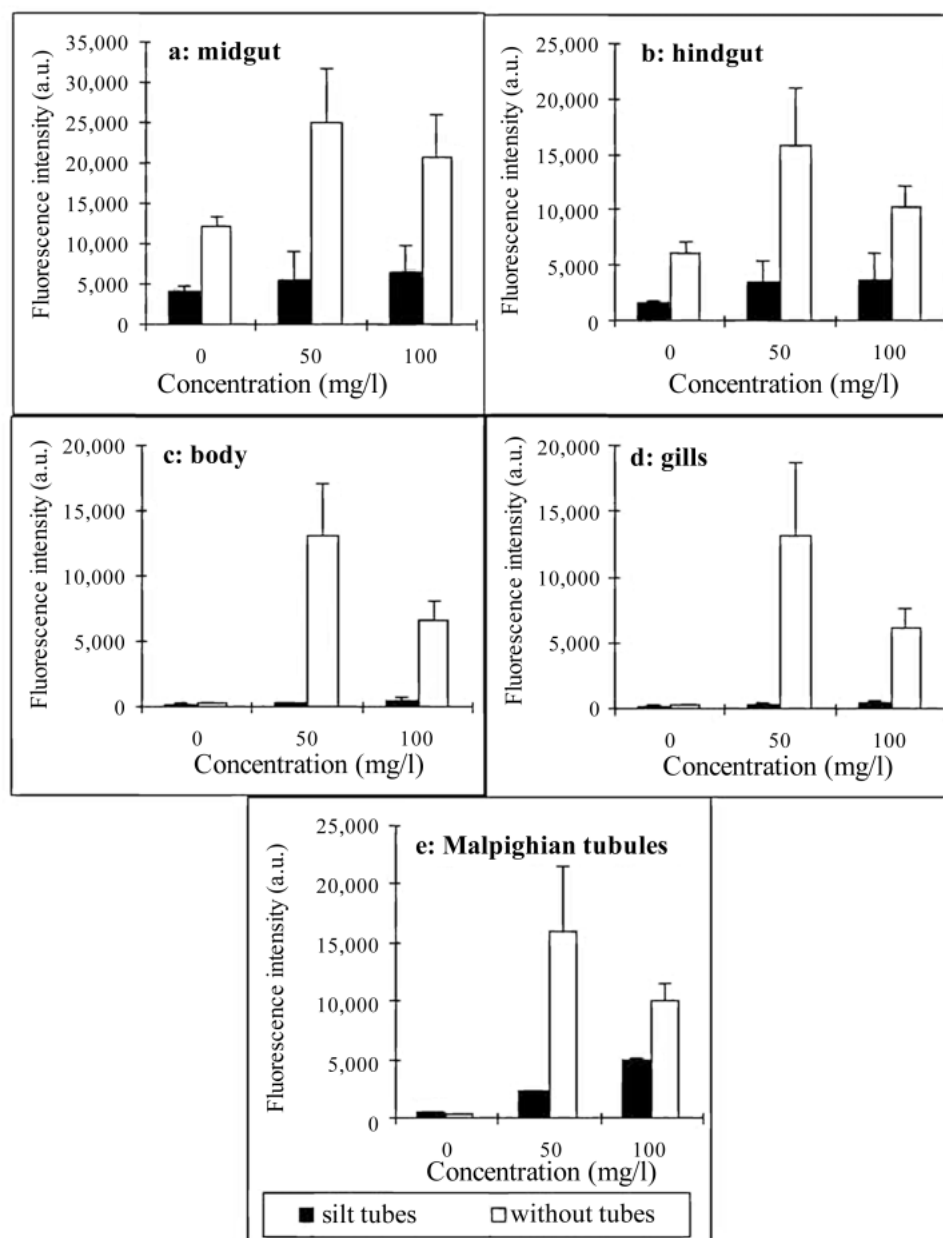 a: midgut
Fluorescence intensity (a.u.)
35,000
30,000
25,000
20,000
15,000
10,000
5,000
0
0 50 100
Concentration (mg/l)
b: hindgut
Fluorescence intensity (a.u.)
25,000
20,000
15,000
10,000
5,000
0
0 50 100
Concentration (mg/l)
c: body
Fluorescence intensity (a.u.)
20,000
15,000
10,000
5,000
0
0 50 100
Concentration (mg/l)
d: gills
Fluorescence intensity (a.u.)
20,000
15,000
10,000
5,000
0
0 50 100
Concentration (mg/l)
e: Malpighian tubules
Fluorescence intensity (a.u.)
25,000
20,000
15,000
10,000
5,000
0
0 50 100
Concentration (mg/l)
silt tubes without tubes